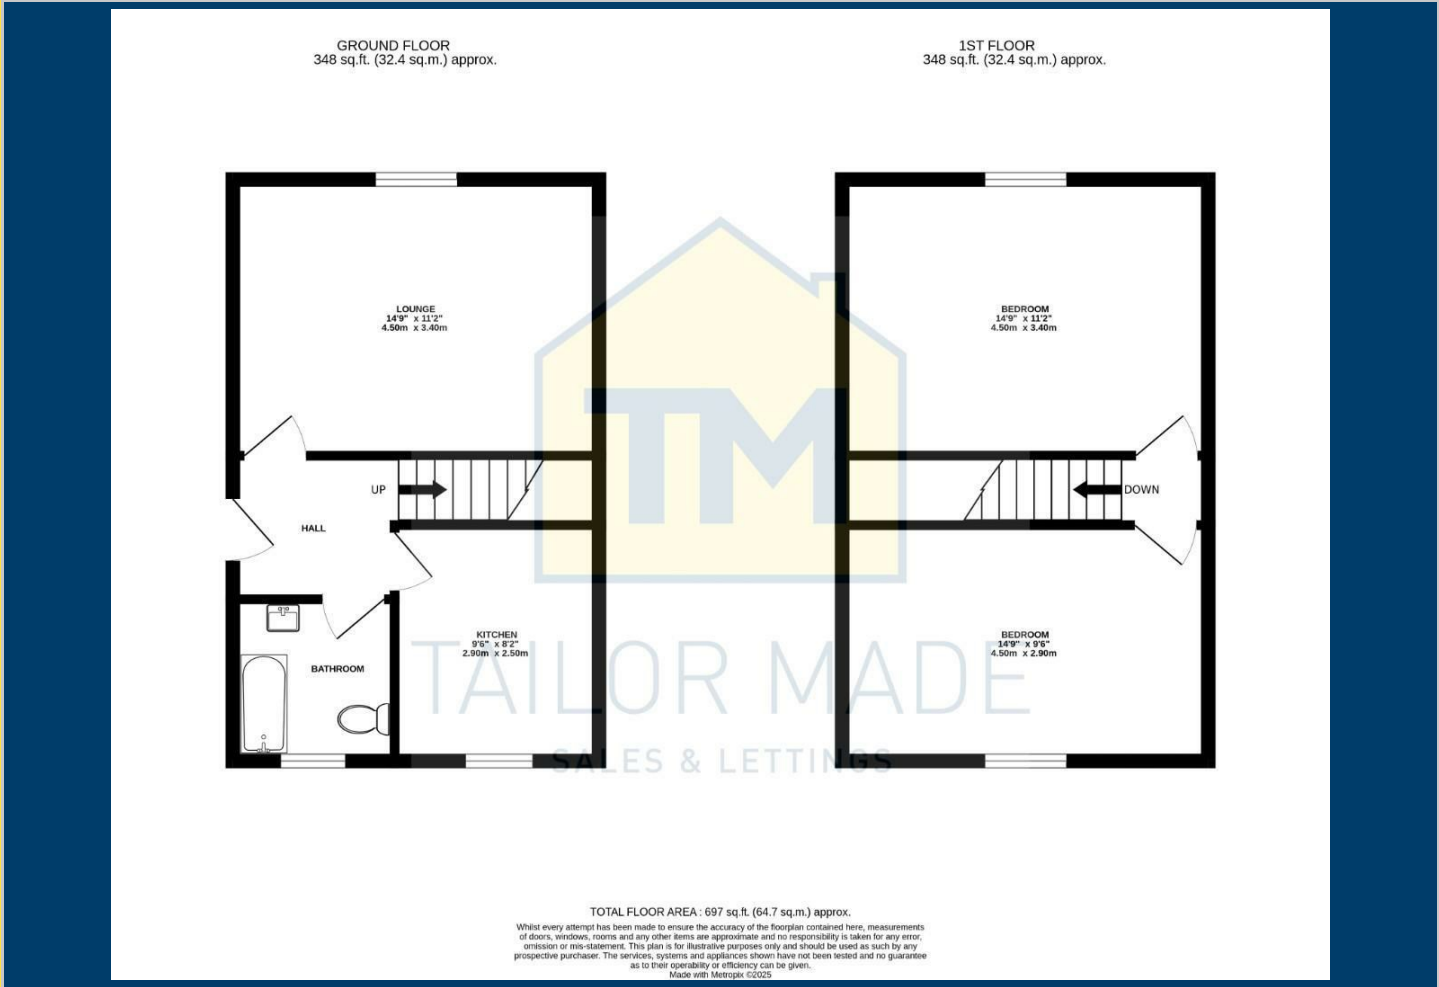 GROUND FLOOR
348 sq.ft. (32.4 sq.m.) approx.
1ST FLOOR
348 sq.ft. (32.4 sq.m.) approx.
LOUNGE
14'9" x 11'2"
4.50m x 3.40m
BEDROOM
14'9" x 11'2"
4.50m x 3.40m
UP
DOWN
HALL
KITCHEN
9'6" x 8'2"
2.90m x 2.50m
BATHROOM
BEDROOM
14'9" x 9'6"
4.50m x 2.90m
TM
TAILOR MADE
SALES & LETTINGS
TOTAL FLOOR AREA : 697 sq.ft. (64.7 sq.m.) approx.
Whilst every attempt has been made to ensure the accuracy of the floorplan contained here, measurements
of doors, windows, rooms and any other items are approximate and no responsibility is taken for any error,
omission or mis-statement. This plan is for illustrative purposes only and should be used as such by any
prospective purchaser. The services, systems and appliances shown have not been tested and no guarantee
as to their operability or efficiency can be given.
Made with Metropix ©2025